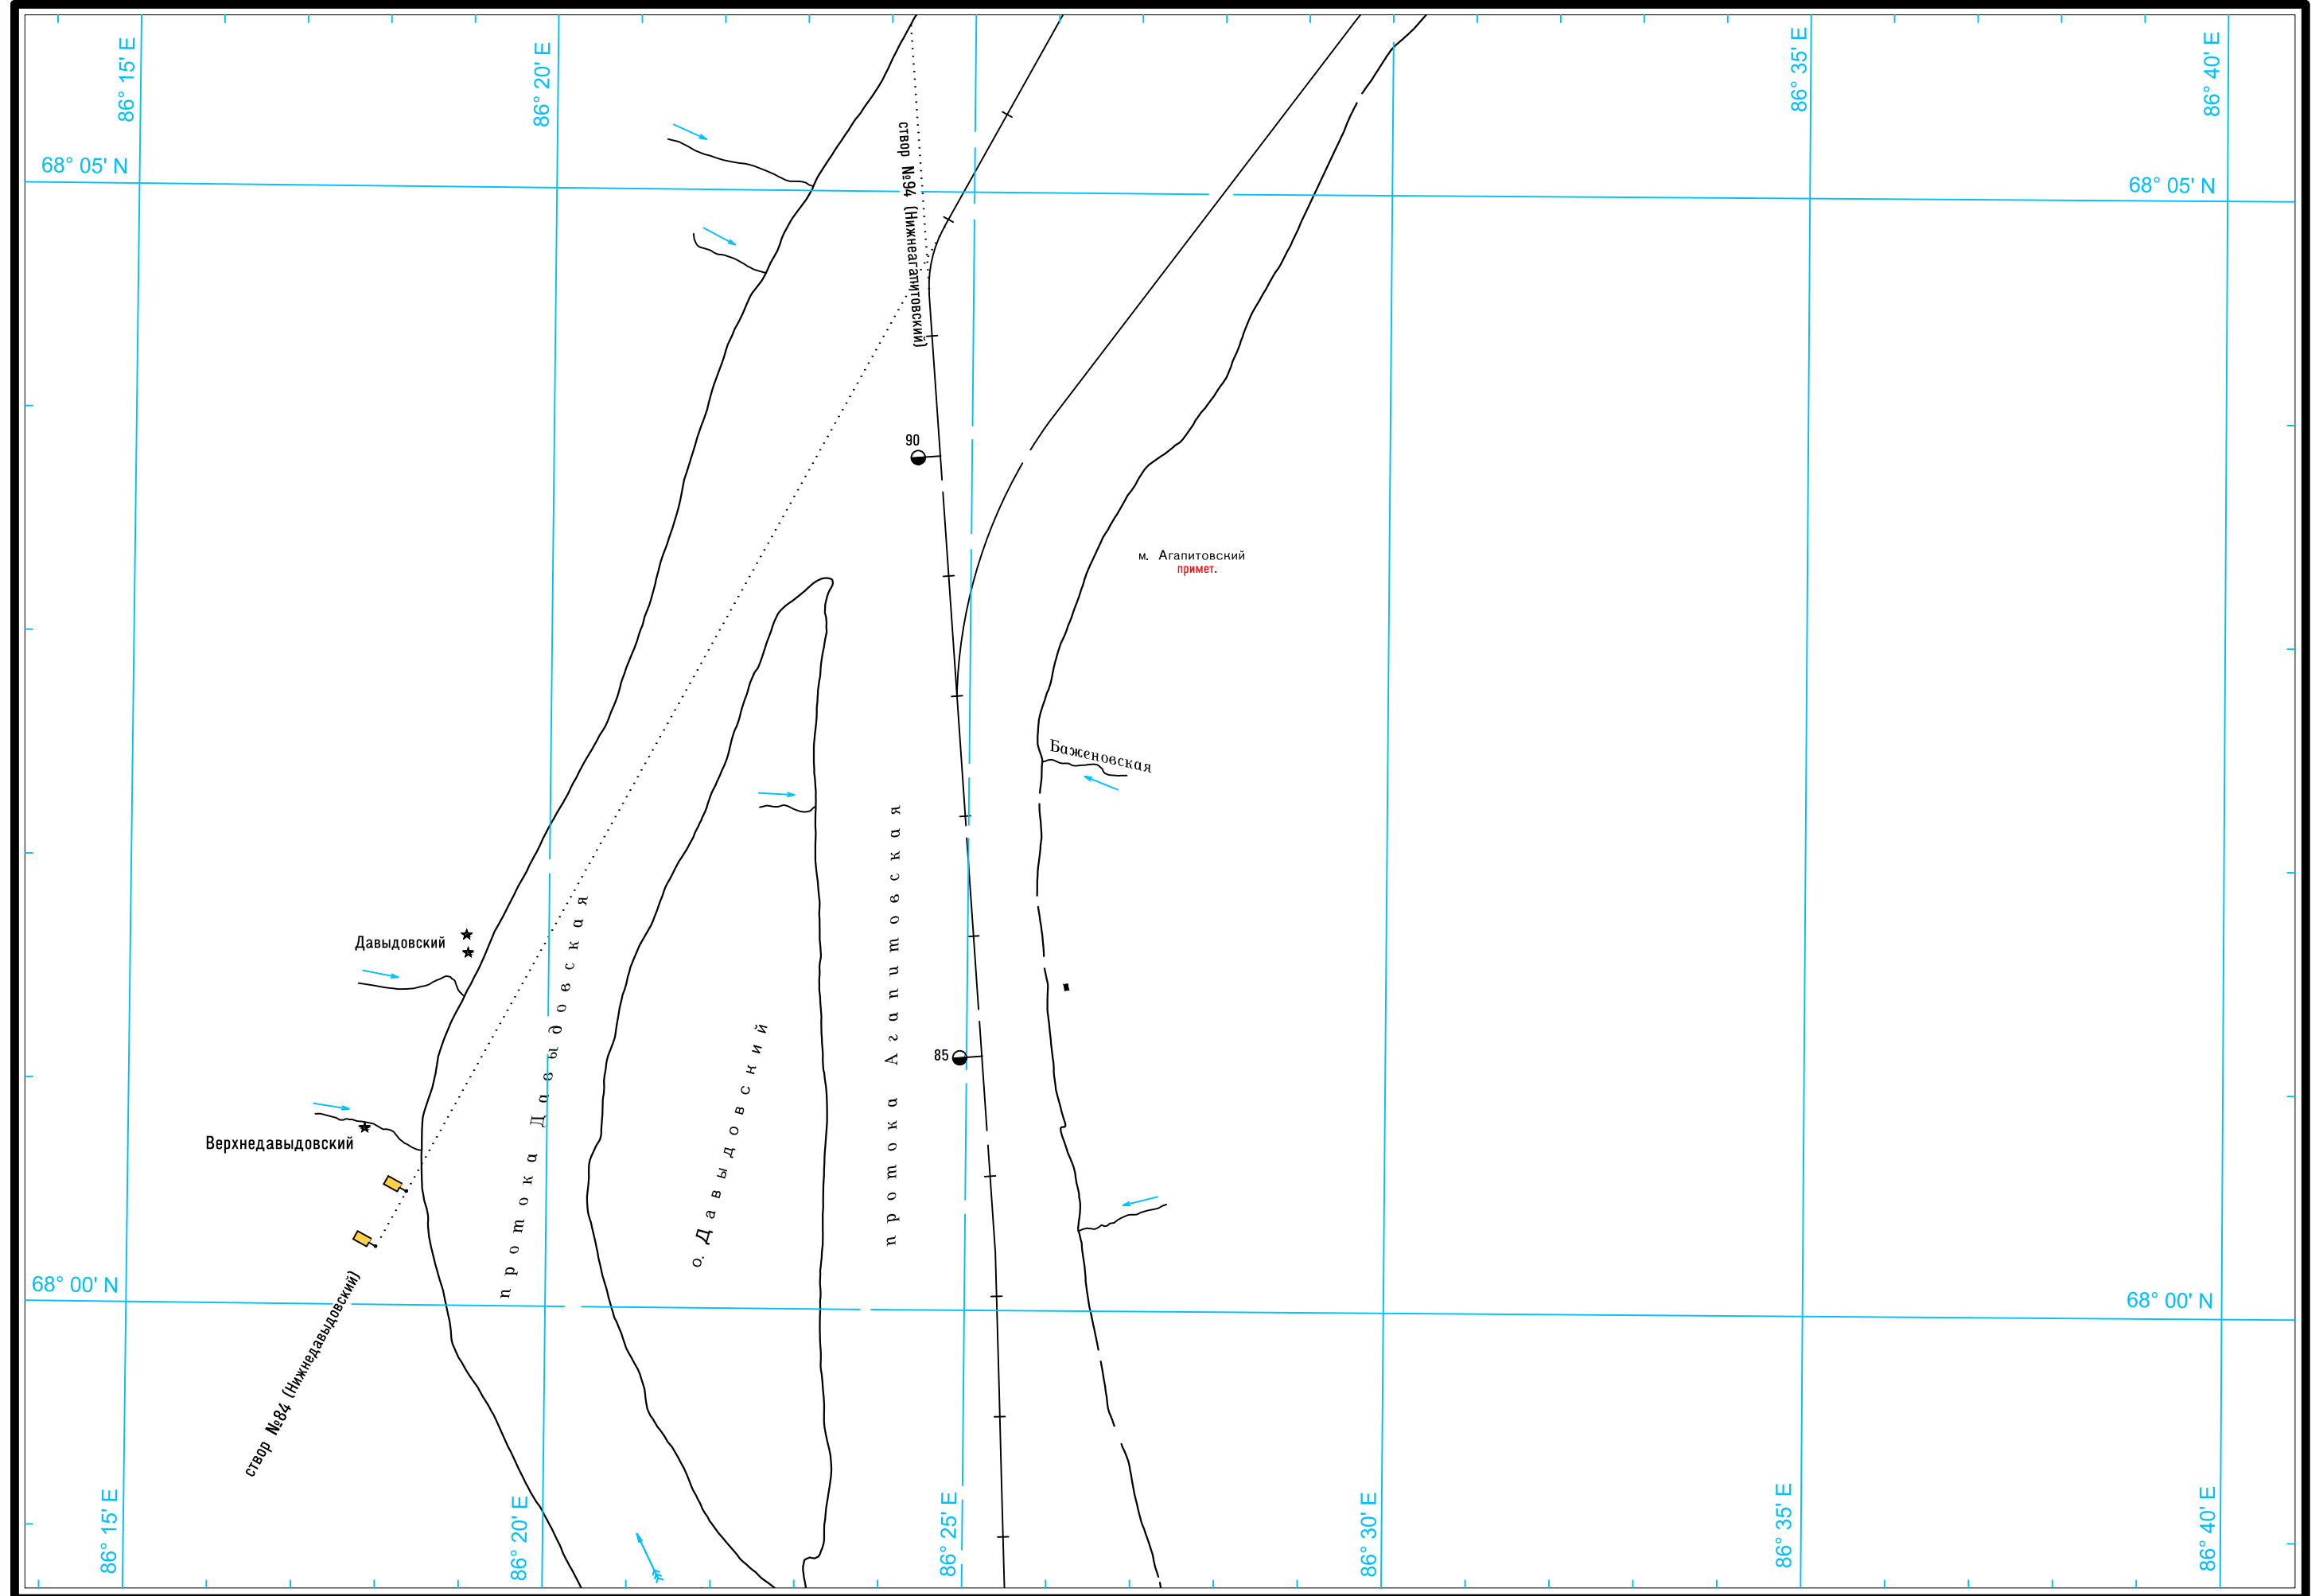 86° 15' E
86° 20' E
86° 35' E
86° 40' E
68° 05' N
68° 05' N
створ №94 (Нижнеагапитовский)
90
м. Агапитовский
примет.
Баженовская
протока Агапитовская
протока Давыдовская
Давыдовский
о. Давыдовский
85
Верхнедавыдовский
68° 00' N
68° 00' N
створ №84 (Нижнедавыдовский)
86° 15' E
86° 20' E
86° 25' E
86° 30' E
86° 35' E
86° 40' E